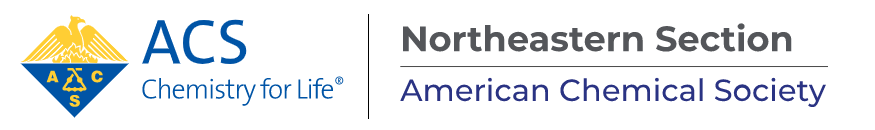 A C
S
ACS
Chemistry for Life®
Northeastern Section
American Chemical Society